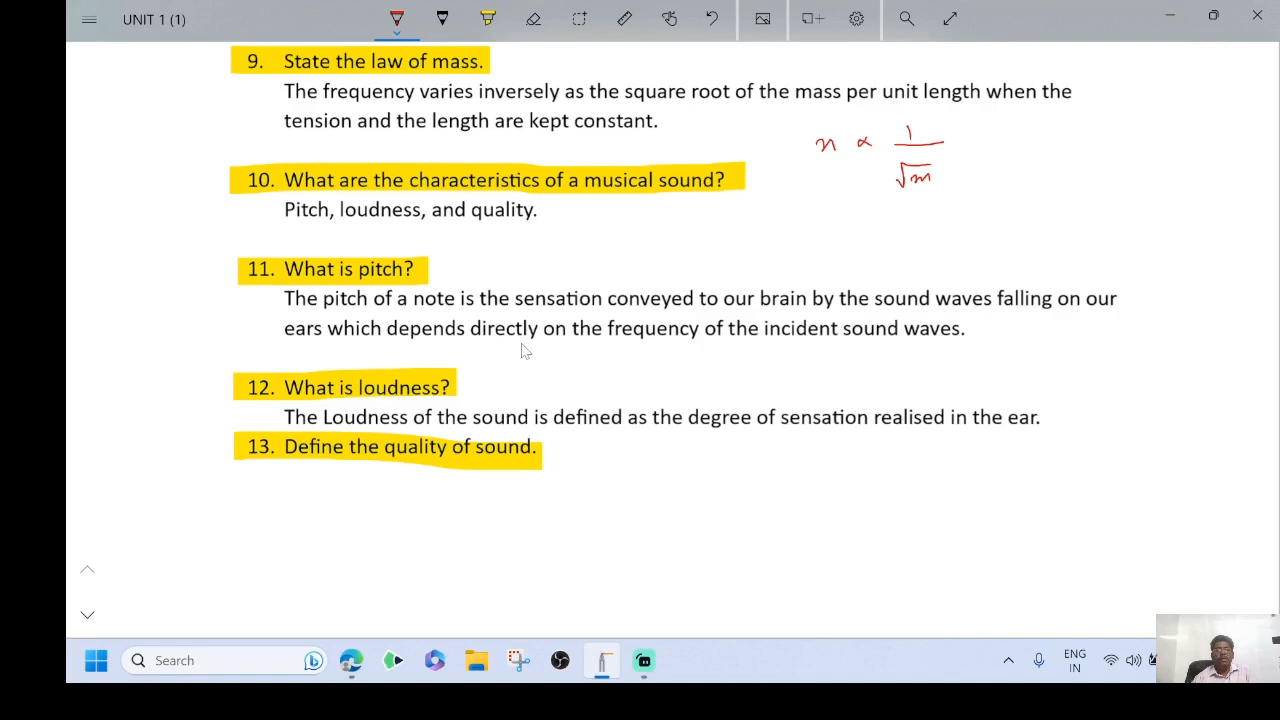 UNIT 1 (1)
9. State the law of mass.
The frequency varies inversely as the square root of the mass per unit length when the
tension and the length are kept constant.
n ∝ 1/√m
10. What are the characteristics of a musical sound?
Pitch, loudness, and quality.
11. What is pitch?
The pitch of a note is the sensation conveyed to our brain by the sound waves falling on our
ears which depends directly on the frequency of the incident sound waves.
12. What is loudness?
The Loudness of the sound is defined as the degree of sensation realised in the ear.
13. Define the quality of sound.
Search
ENG
IN